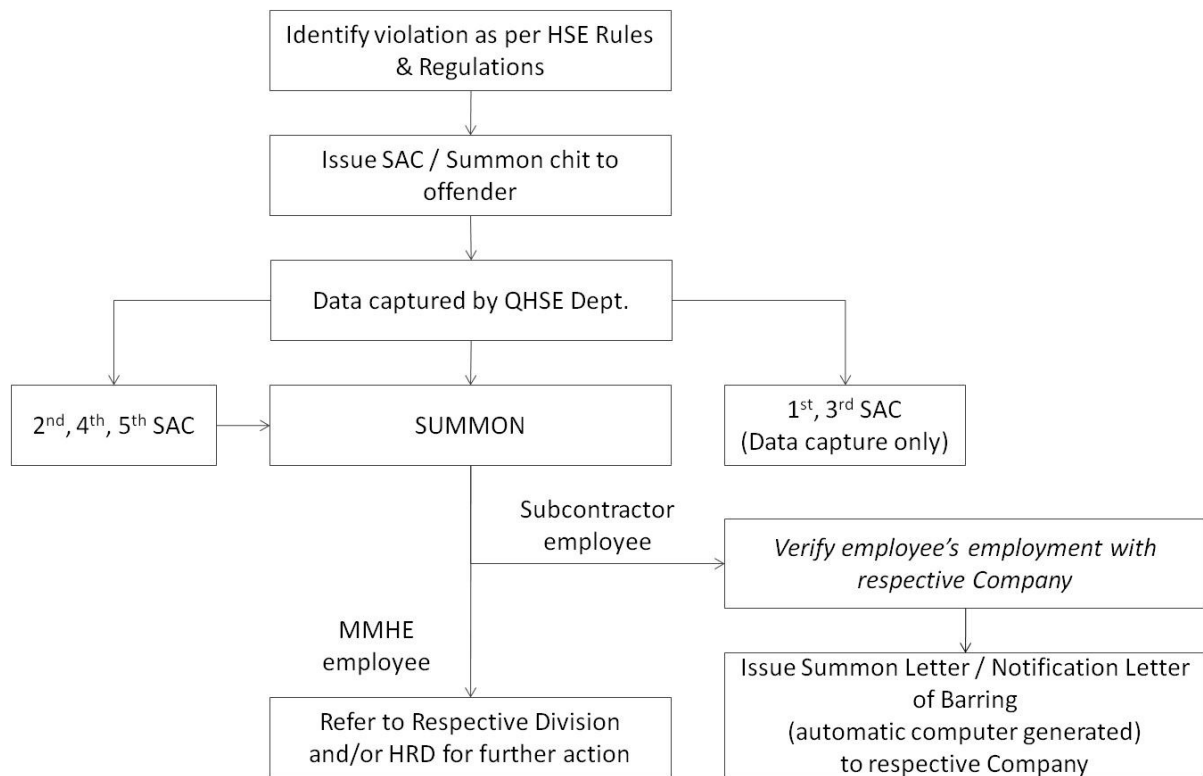 Identify violation as per HSE Rules
& Regulations
Issue SAC / Summon chit to
offender
Data captured by QHSE Dept.
2nd, 4th, 5th SAC
SUMMON
1st, 3rd SAC
(Data capture only)
Subcontractor
employee
Verify employee’s employment with
respective Company
MMHE
employee
Refer to Respective Division
and/or HRD for further action
Issue Summon Letter / Notification Letter
of Barring
(automatic computer generated)
to respective Company